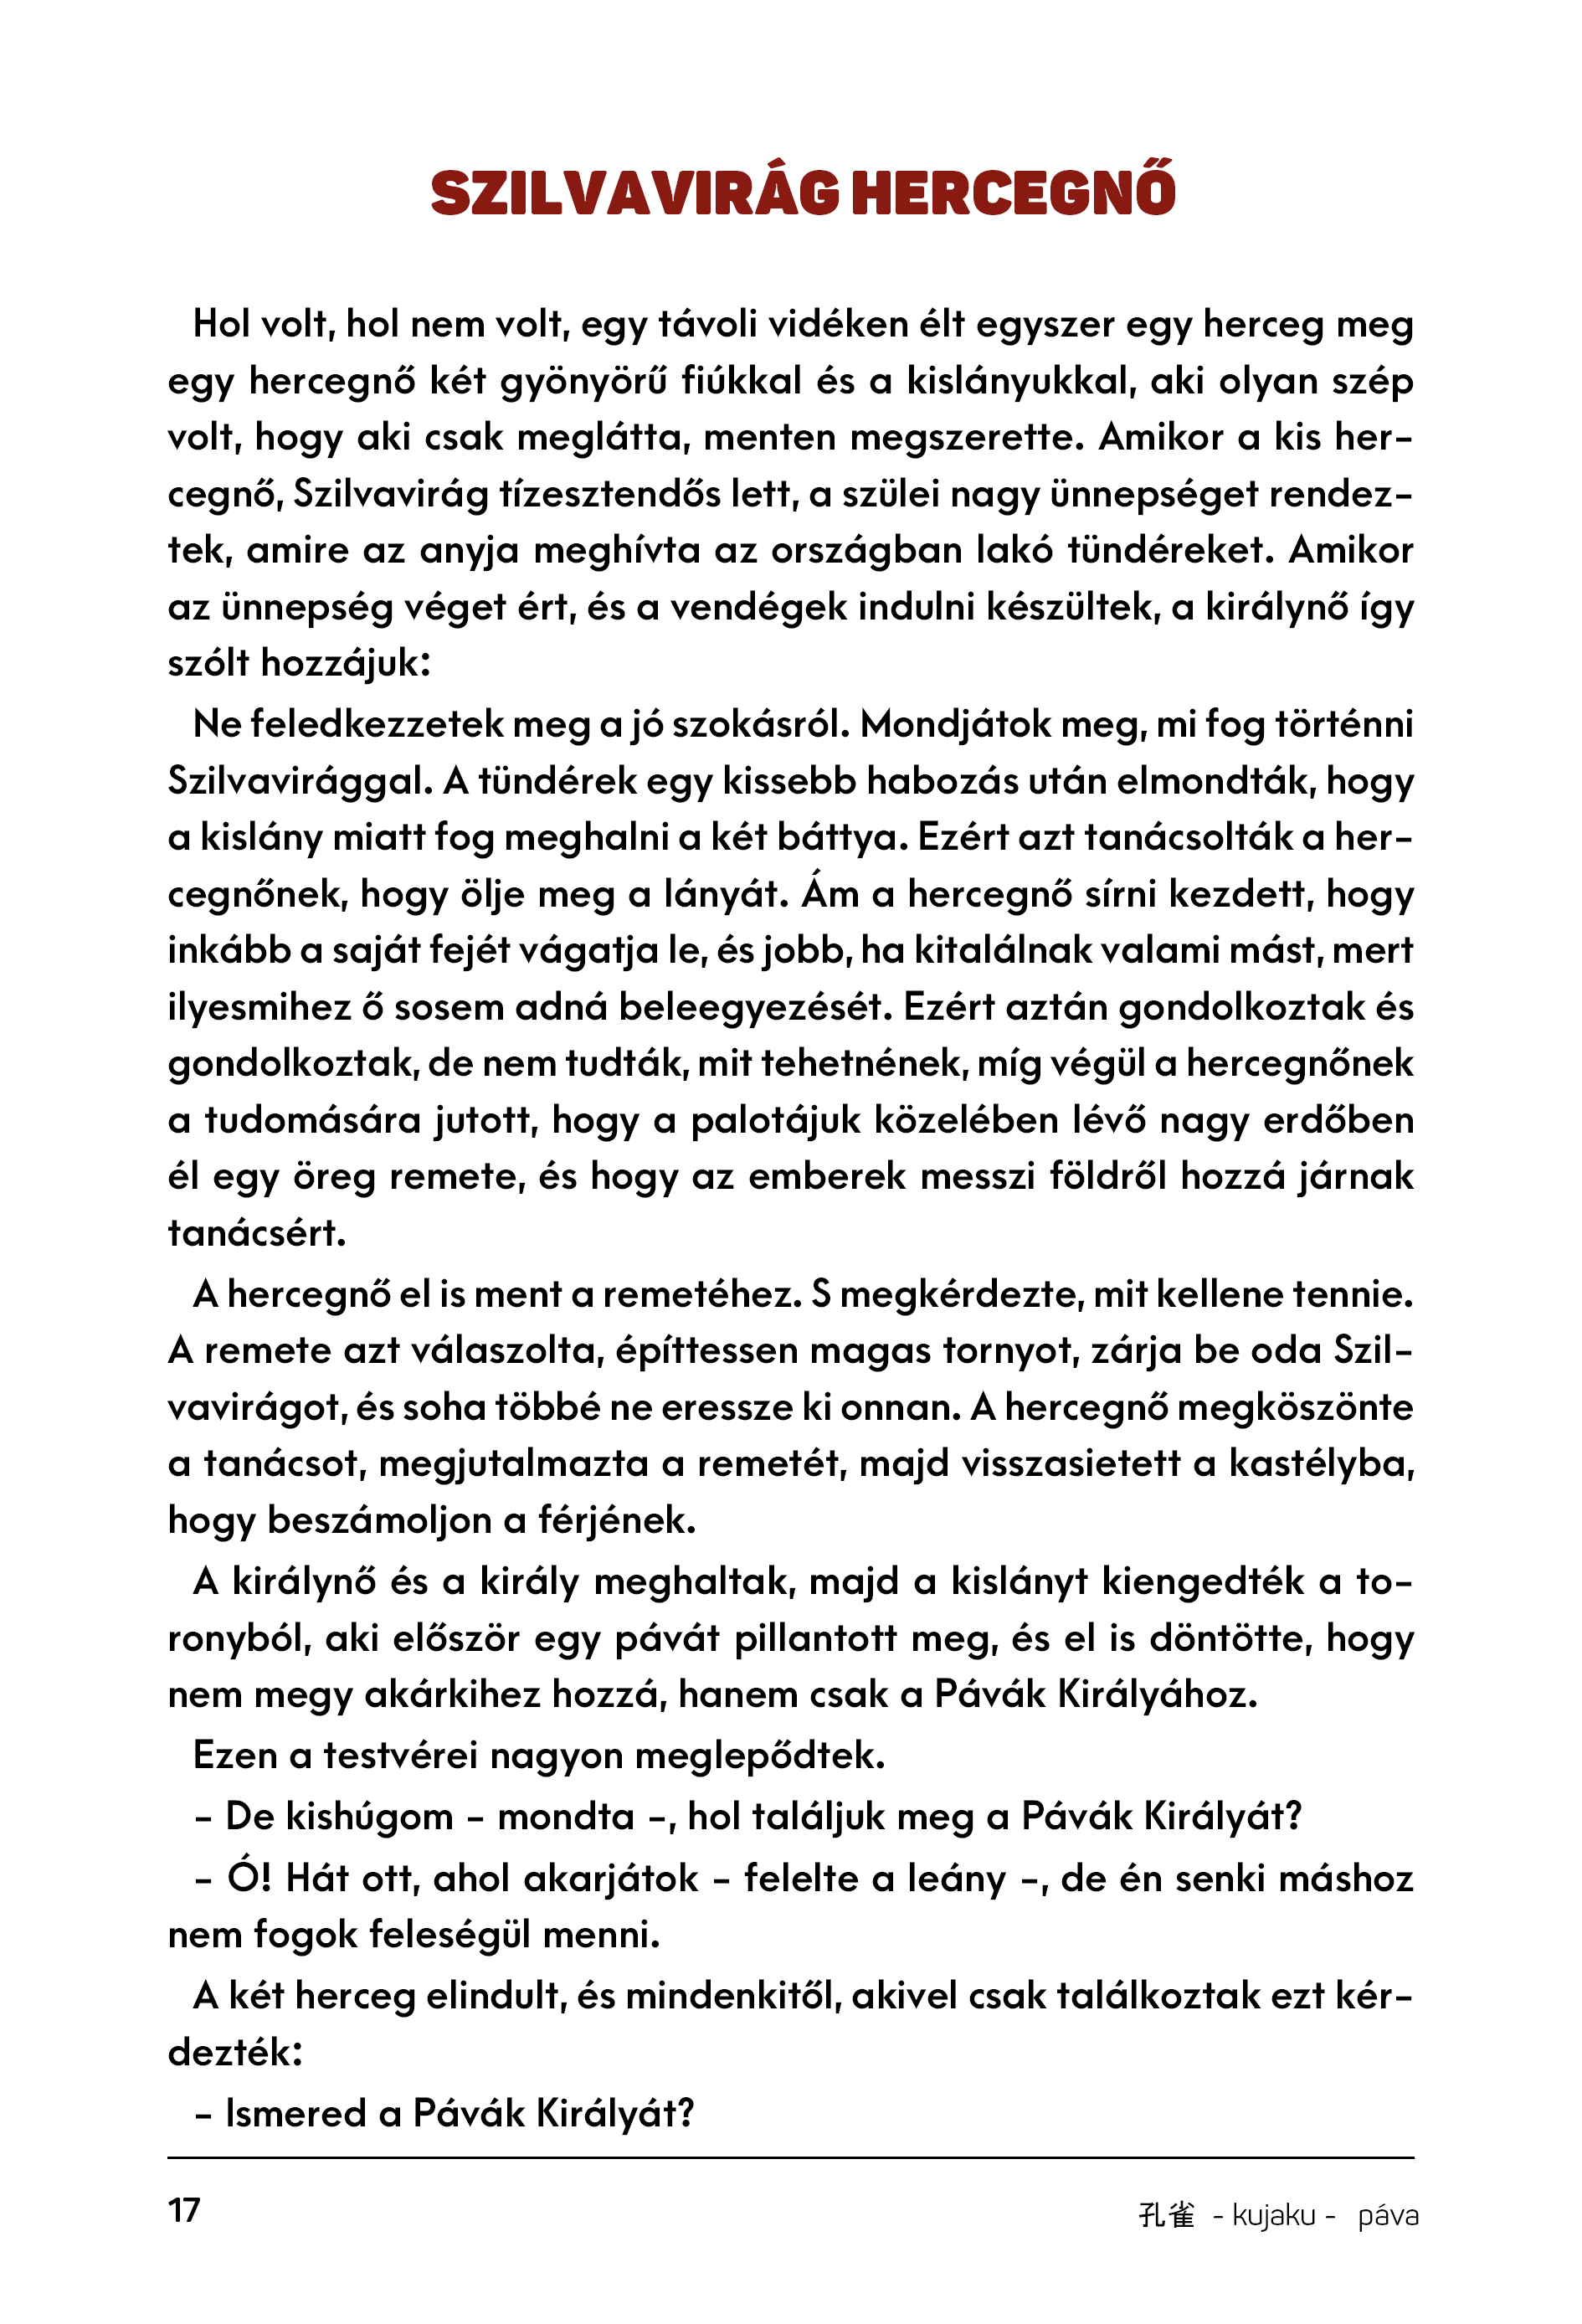 SZILVAVIRÁG HERCEGNŐ
Hol volt, hol nem volt, egy távoli vidéken élt egyszer egy herceg meg
egy hercegnő két gyönyörű fiúkkal és a kislányukkal, aki olyan szép
volt, hogy aki csak meglátta, menten megszerette. Amikor a kis her-
cegnő, Szilvavirág tízesztendős lett, a szülei nagy ünnepséget rendez-
tek, amire az anyja meghívta az országban lakó tündéreket. Amikor
az ünnepség véget ért, és a vendégek indulni készültek, a királynő így
szólt hozzájuk:
Ne feledkezzetek meg a jó szokásról. Mondjátok meg, mi fog történni
Szilvavirággal. A tündérek egy kissebb habozás után elmondták, hogy
a kislány miatt fog meghalni a két báttya. Ezért azt tanácsolták a her-
cegnőnek, hogy ölje meg a lányát. Ám a hercegnő sírni kezdett, hogy
inkább a saját fejét vágatja le, és jobb, ha kitalálnak valami mást, mert
ilyesmihez ő sosem adná beleegyezését. Ezért aztán gondolkoztak és
gondolkoztak, de nem tudták, mit tehetnének, míg végül a hercegnőnek
a tudomására jutott, hogy a palotájuk közelében lévő nagy erdőben
él egy öreg remete, és hogy az emberek messzi földről hozzá járnak
tanácsért.
A hercegnő el is ment a remetéhez. S megkérdezte, mit kellene tennie.
A remete azt válaszolta, építtessen magas tornyot, zárja be oda Szil-
vavirágot, és soha többé ne eressze ki onnan. A hercegnő megköszönte
a tanácsot, megjutalmazta a remetét, majd visszasietett a kastélyba,
hogy beszámoljon a férjének.
A királynő és a király meghaltak, majd a kislányt kiengedték a to-
ronyból, aki először egy pávát pillantott meg, és el is döntötte, hogy
nem megy akárkihez hozzá, hanem csak a Pávák Királyához.
Ezen a testvérei nagyon meglepődtek.
– De kishúgom – mondta –, hol találjuk meg a Pávák Királyát?
– Ó! Hát ott, ahol akarjátok – felelte a leány –, de én senki máshoz
nem fogok feleségül menni.
A két herceg elindult, és mindenkitől, akivel csak találkoztak ezt kér-
dezték:
– Ismered a Pávák Királyát?
17
孔雀 - kujaku - páva